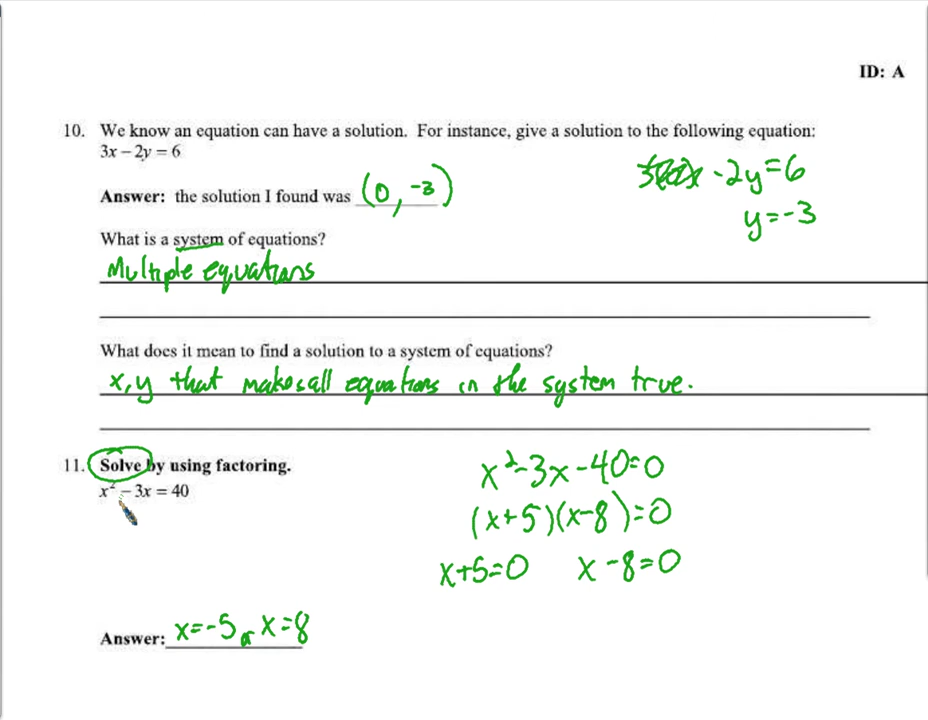 ID: A
10. We know an equation can have a solution. For instance, give a solution to the following equation:
3x – 2y = 6
-2y=6
Answer: the solution I found was (0, -3)
y=-3
What is a system of equations?
Multiple equations
What does it mean to find a solution to a system of equations?
x,y that makes all equations in the system true.
11. Solve by using factoring.
x² – 3x = 40
x²-3x-40=0
(x+5)(x-8)=0
x+5=0 x-8=0
Answer: x=-5 or x=8